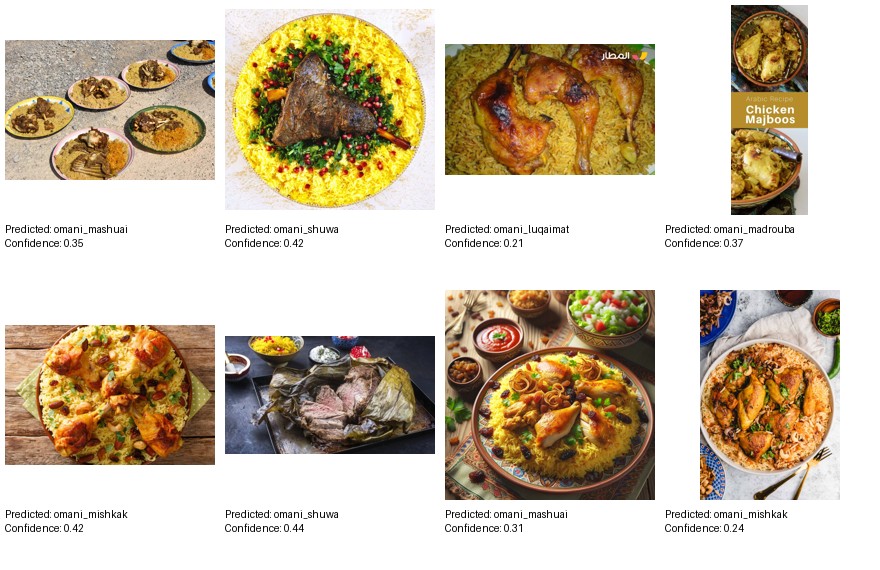 المطار
Arabic Recipe
Chicken
Majboos
Predicted: omani_mashuai
Confidence: 0.35
Predicted: omani_shuwa
Confidence: 0.42
Predicted: omani_luqaimat
Confidence: 0.21
Predicted: omani_madrouba
Confidence: 0.37
Predicted: omani_mishkak
Confidence: 0.42
Predicted: omani_shuwa
Confidence: 0.44
Predicted: omani_mashuai
Confidence: 0.31
Predicted: omani_mishkak
Confidence: 0.24